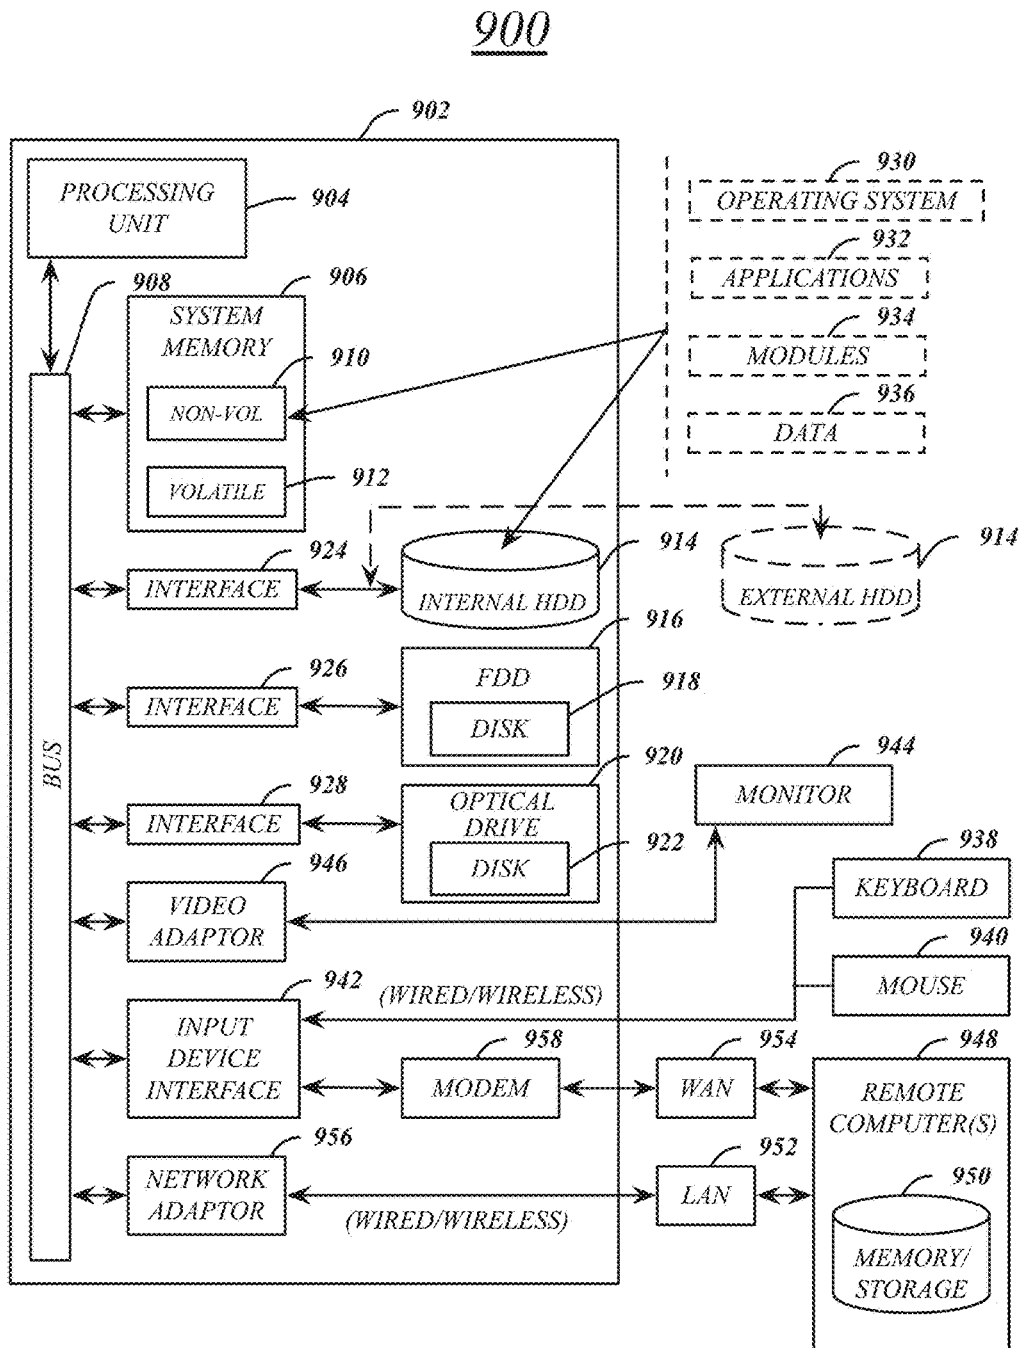 900
902
PROCESSING
UNIT
904
908
906
SYSTEM
MEMORY
910
NON-VOL
912
VOLATILE
930
OPERATING SYSTEM
932
APPLICATIONS
934
MODULES
936
DATA
BUS
924
INTERFACE
914
INTERNAL HDD
914
EXTERNAL HDD
926
INTERFACE
916
FDD
918
DISK
928
INTERFACE
920
OPTICAL
DRIVE
922
DISK
944
MONITOR
946
VIDEO
ADAPTOR
938
KEYBOARD
940
MOUSE
942
INPUT
DEVICE
INTERFACE
(WIRED/WIRELESS)
958
MODEM
954
WAN
948
REMOTE
COMPUTER(S)
956
NETWORK
ADAPTOR
(WIRED/WIRELESS)
952
LAN
950
MEMORY/
STORAGE